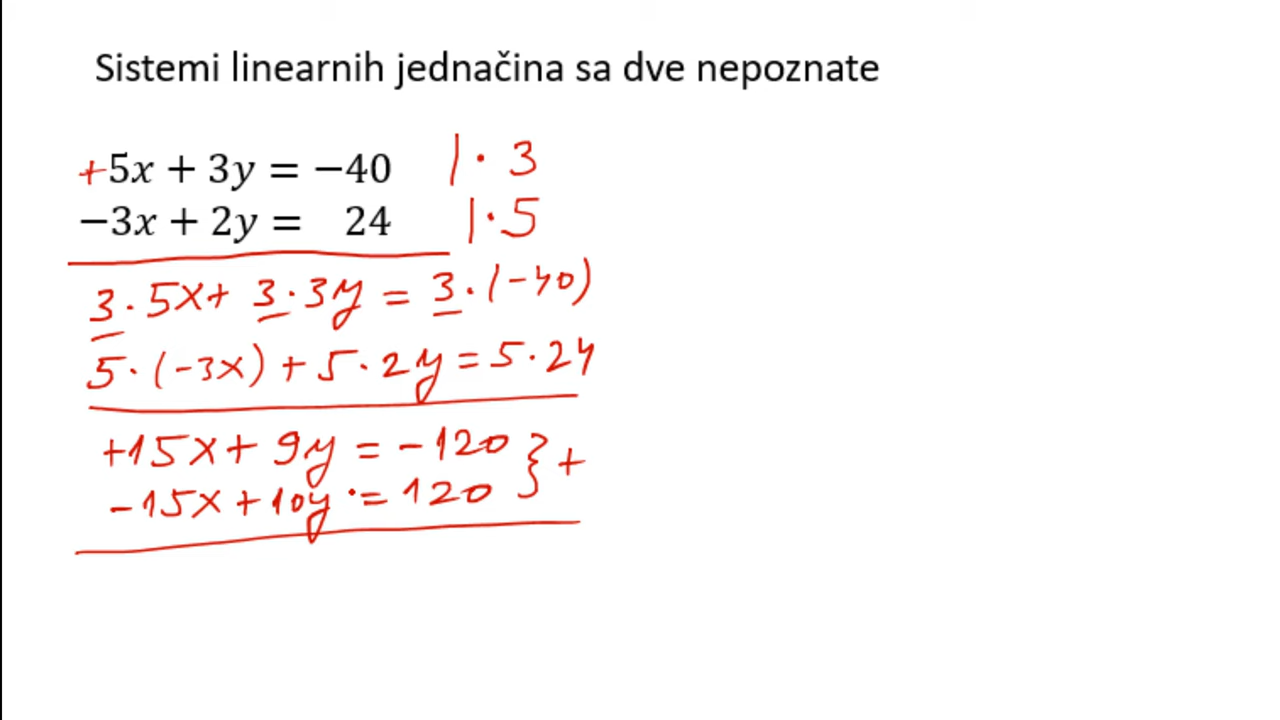 Sistemi linearnih jednačina sa dve nepoznate
+5x + 3y = −40 | · 3
−3x + 2y = 24 | · 5
3 · 5x + 3 · 3y = 3 · (−40)
5 · (−3x) + 5 · 2y = 5 · 24
+15x + 9y = −120 } +
−15x + 10y = 120